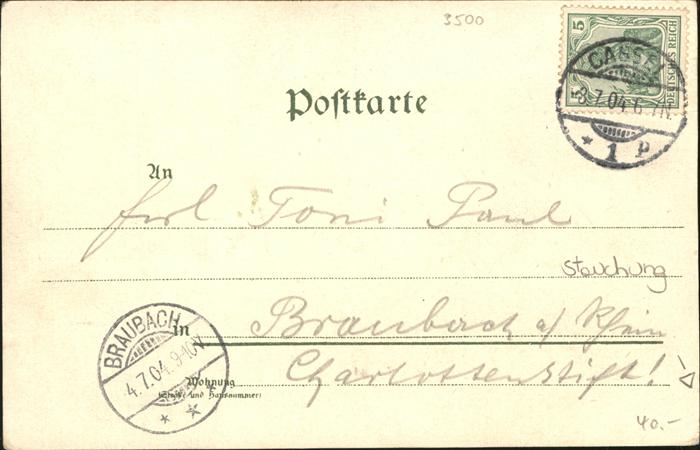 3500
5 5
DEUTSCHES REICH
CASSEL
3.7.04.6-7N.
* 1 P
Postkarte
An
Frl Toni Paul
Stauchung
in Braubach a/ Rhein
BRAUBACH
4.7.04.9-10V.
* *
Wohnung
(Straße und Hausnummer)
Charlottenstift!
40.-